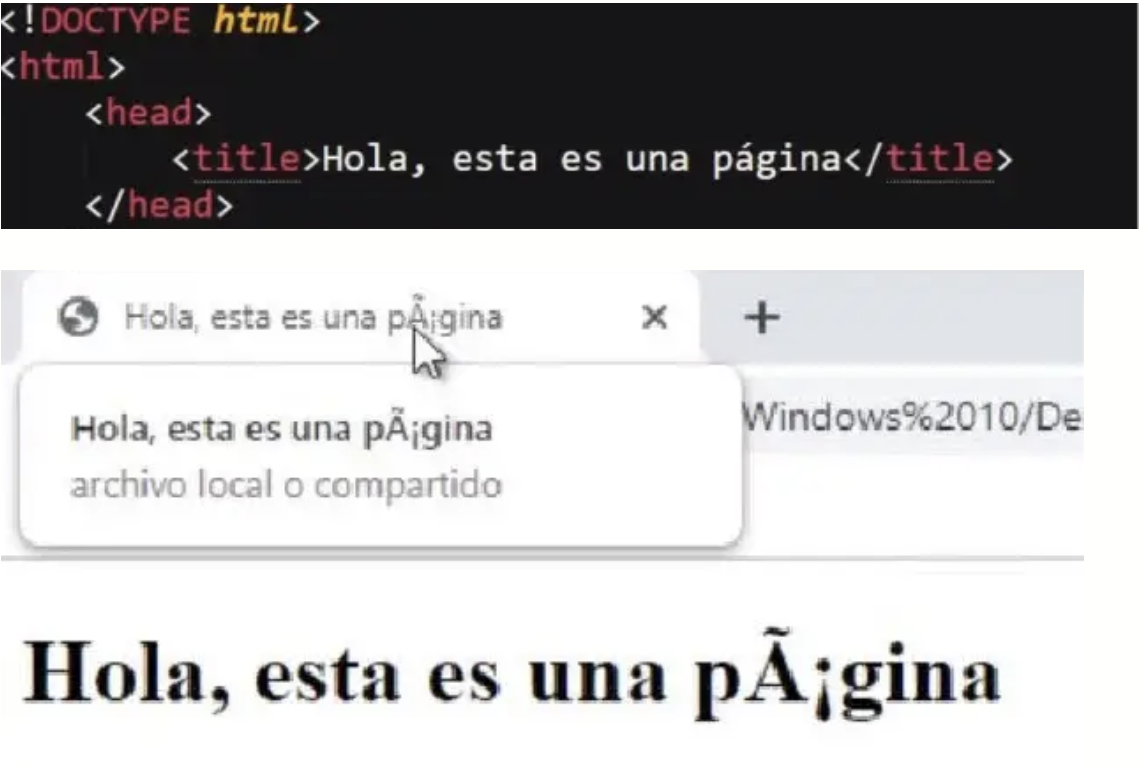 <!DOCTYPE html>
<html>
<head>
<title>Hola, esta es una página</title>
</head>
Hola, esta es una pÃ¡gina × +
Hola, esta es una pÃ¡gina
Windows%2010/De
archivo local o compartido
Hola, esta es una pÃ¡gina